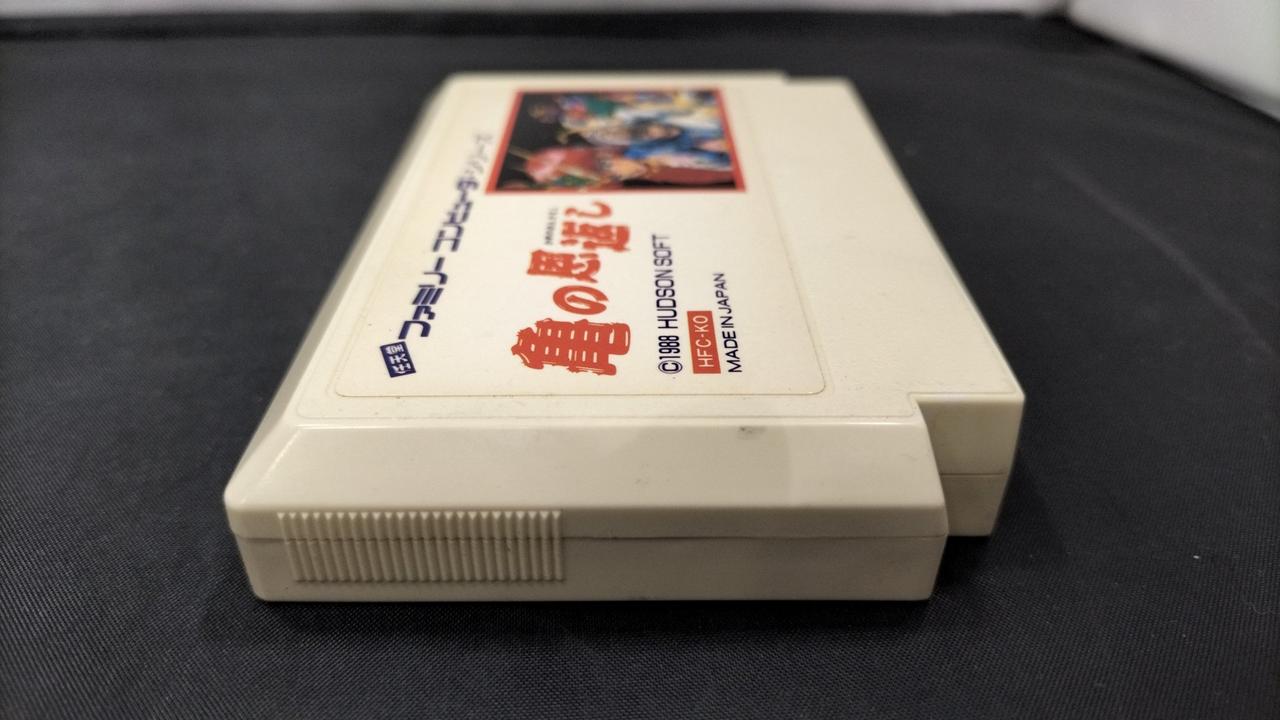 任天堂 ファミリー コンピュータ・シリーズ
亀の恩返し
©1988 HUDSON SOFT
HFC-KO
MADE IN JAPAN